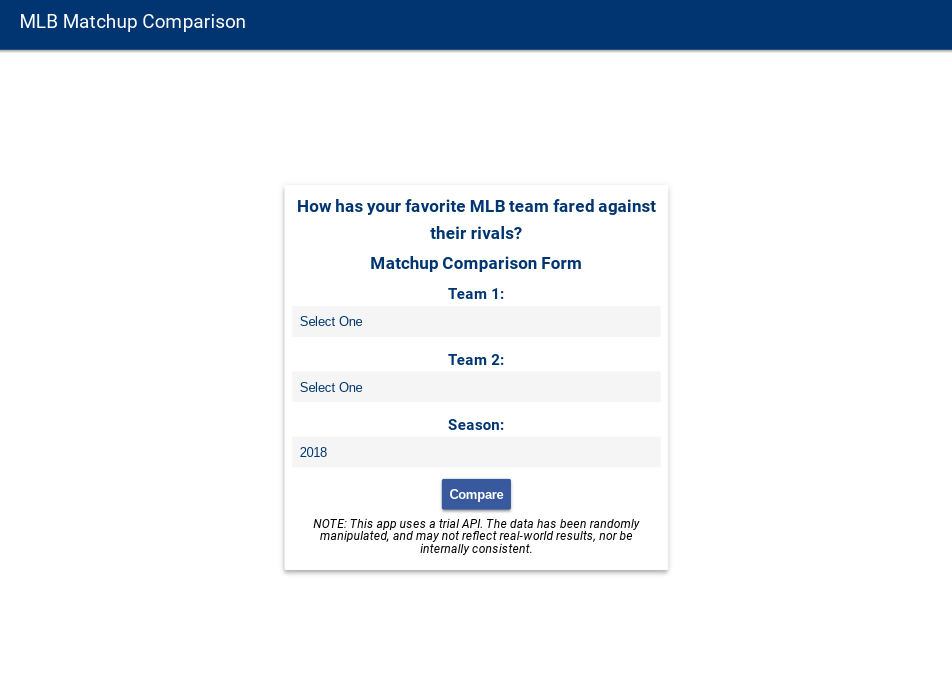 MLB Matchup Comparison
How has your favorite MLB team fared against
their rivals?
Matchup Comparison Form
Team 1:
Select One
Team 2:
Select One
Season:
2018
Compare
NOTE: This app uses a trial API. The data has been randomly
manipulated, and may not reflect real-world results, nor be
internally consistent.